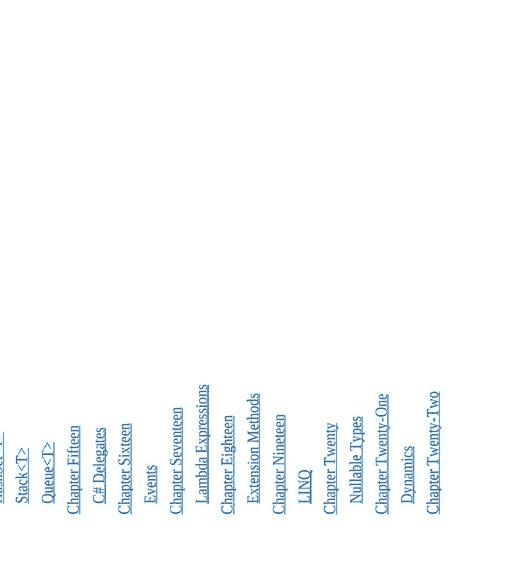 Stack<T>
Queue<T>
Chapter Fifteen
C# Delegates
Chapter Sixteen
Events
Chapter Seventeen
Lambda Expressions
Chapter Eighteen
Extension Methods
Chapter Nineteen
LINQ
Chapter Twenty
Nullable Types
Chapter Twenty-One
Dynamics
Chapter Twenty-Two